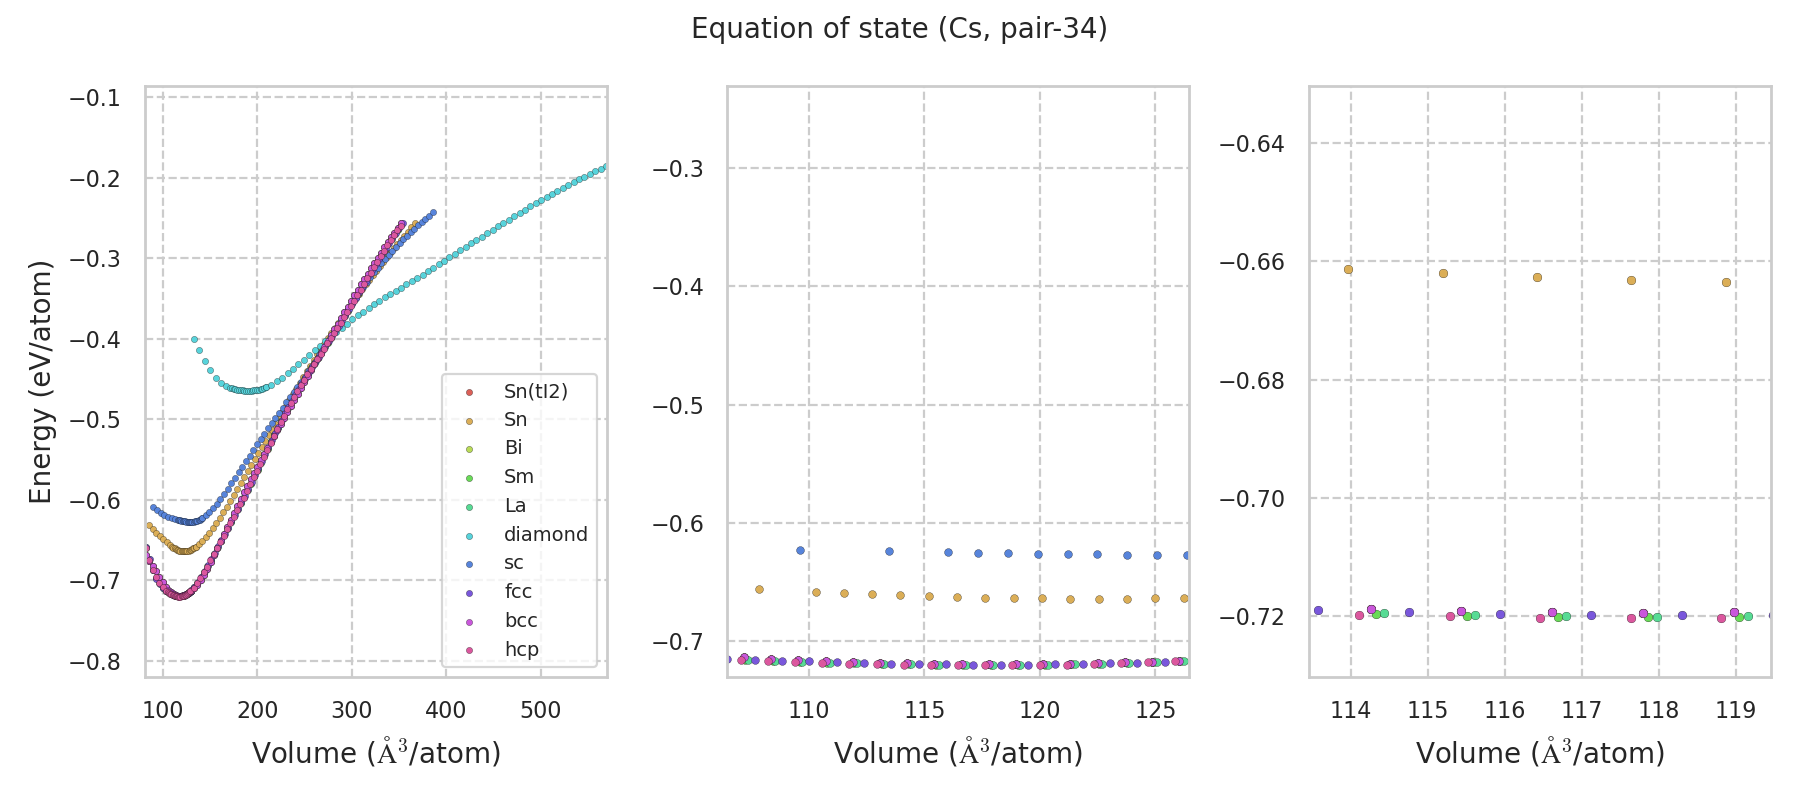 Equation of state (Cs, pair-34)
Energy (eV/atom)
−0.1
−0.2
−0.3
−0.4
−0.5
−0.6
−0.7
−0.8
100 200 300 400 500
Volume (Å³/atom)
Sn(tI2)
Sn
Bi
Sm
La
diamond
sc
fcc
bcc
hcp
−0.3
−0.4
−0.5
−0.6
−0.7
110 115 120 125
Volume (Å³/atom)
−0.64
−0.66
−0.68
−0.70
−0.72
114 115 116 117 118 119
Volume (Å³/atom)